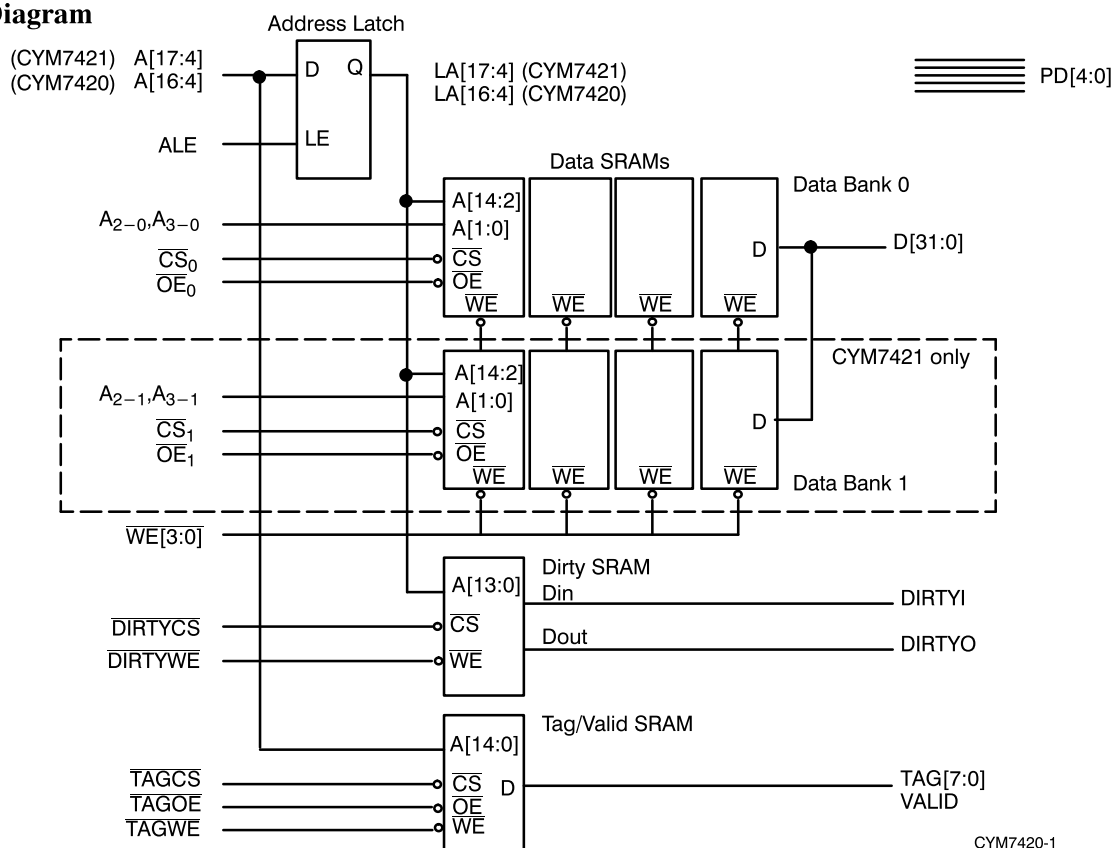 Diagram
Address Latch
(CYM7421) A[17:4]
(CYM7420) A[16:4]
D Q
LA[17:4] (CYM7421)
LA[16:4] (CYM7420)
PD[4:0]
ALE
LE
Data SRAMs
Data Bank 0
A[14:2]
A2−0,A3−0
A[1:0]
D
D[31:0]
CS0
CS
OE0
OE
WE WE WE WE
CYM7421 only
A[14:2]
A2−1,A3−1
A[1:0]
D
CS1
CS
OE1
OE
WE WE WE WE
Data Bank 1
WE[3:0]
Dirty SRAM
A[13:0]
Din
DIRTYI
DIRTYCS
CS
Dout
DIRTYO
DIRTYWE
WE
Tag/Valid SRAM
A[14:0]
TAGCS
CS D
TAG[7:0]
VALID
TAGOE
OE
TAGWE
WE
CYM7420-1